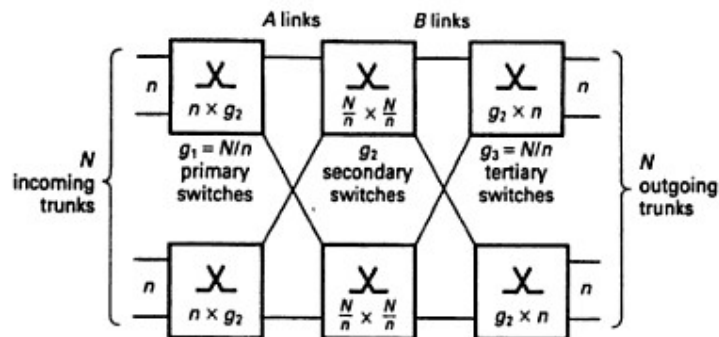 A links B links
n
n × g₂
N/n × N/n
g₂ × n
n
N
incoming
trunks
g₁ = N/n
primary
switches
g₂
secondary
switches
g₃ = N/n
tertiary
switches
N
outgoing
trunks
n
n × g₂
N/n × N/n
g₂ × n
n